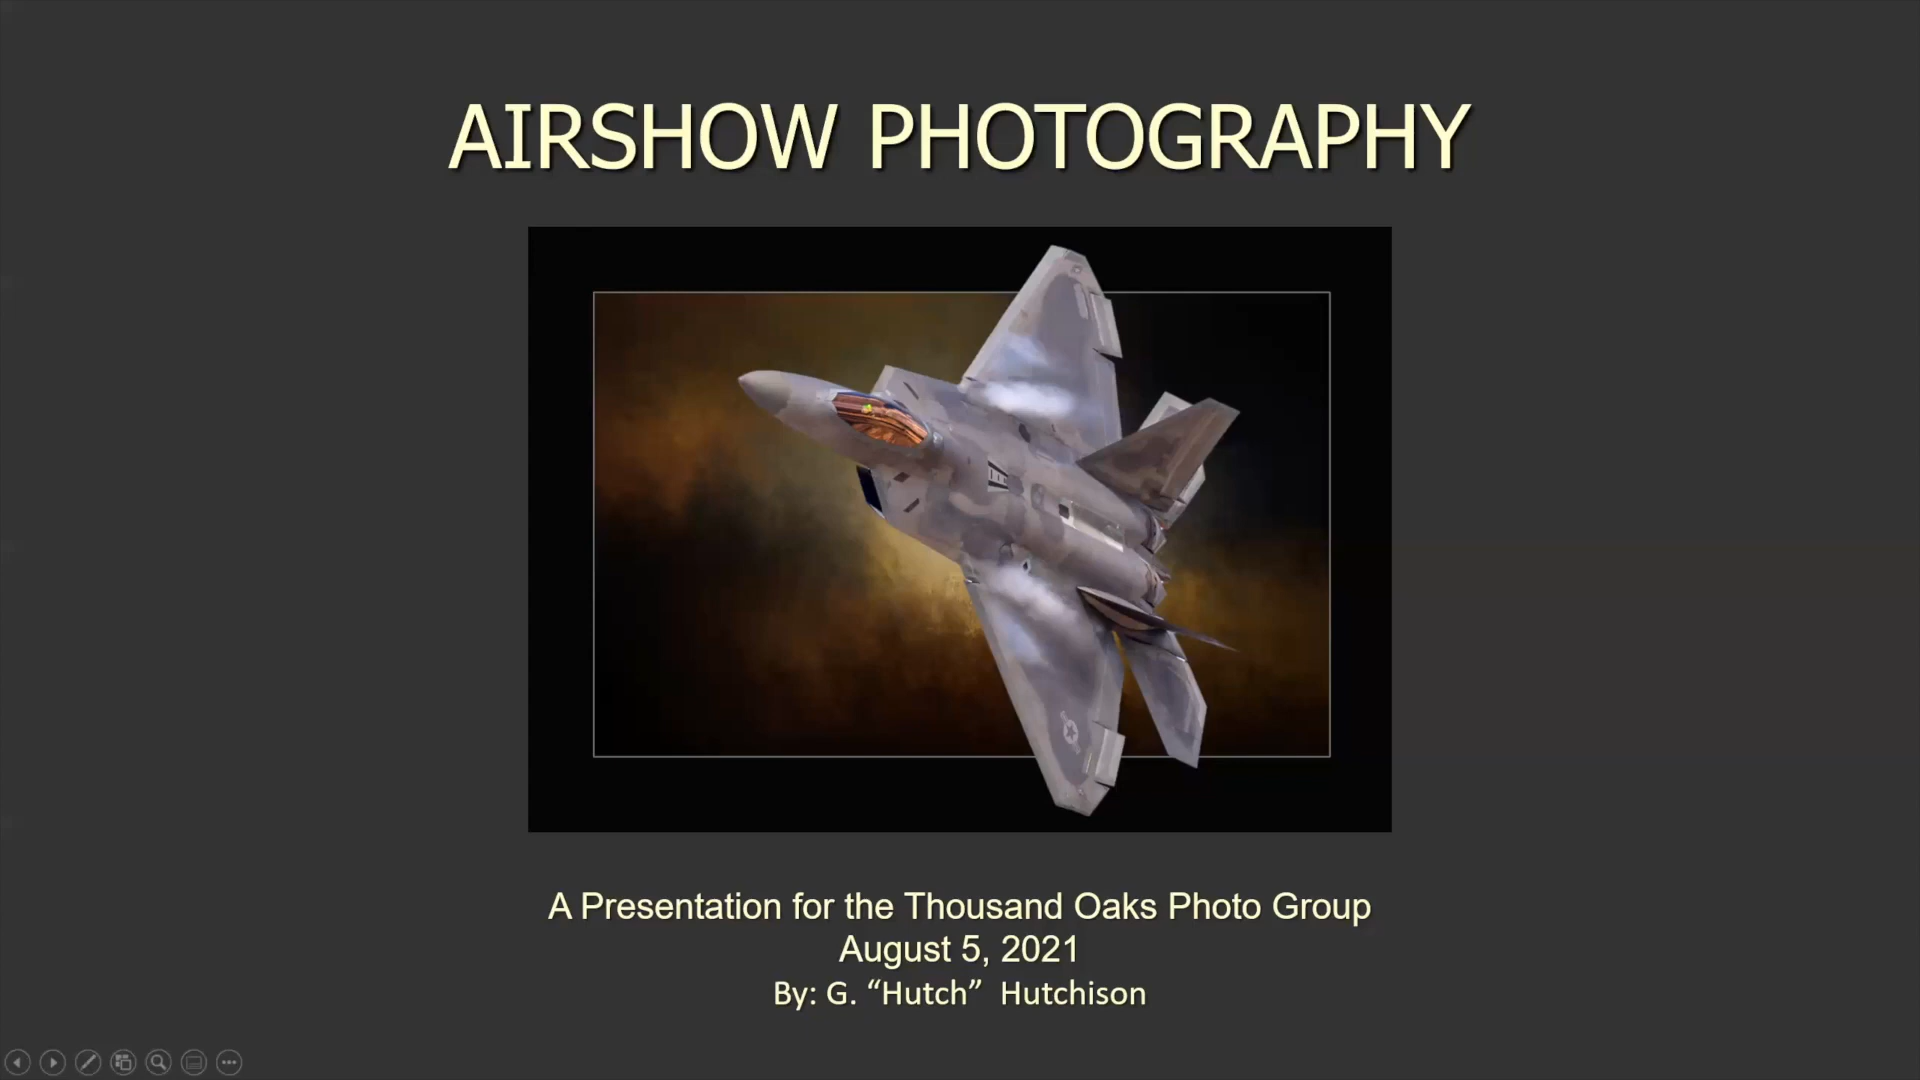 AIRSHOW PHOTOGRAPHY
A Presentation for the Thousand Oaks Photo Group
August 5, 2021
By: G. “Hutch”  Hutchison